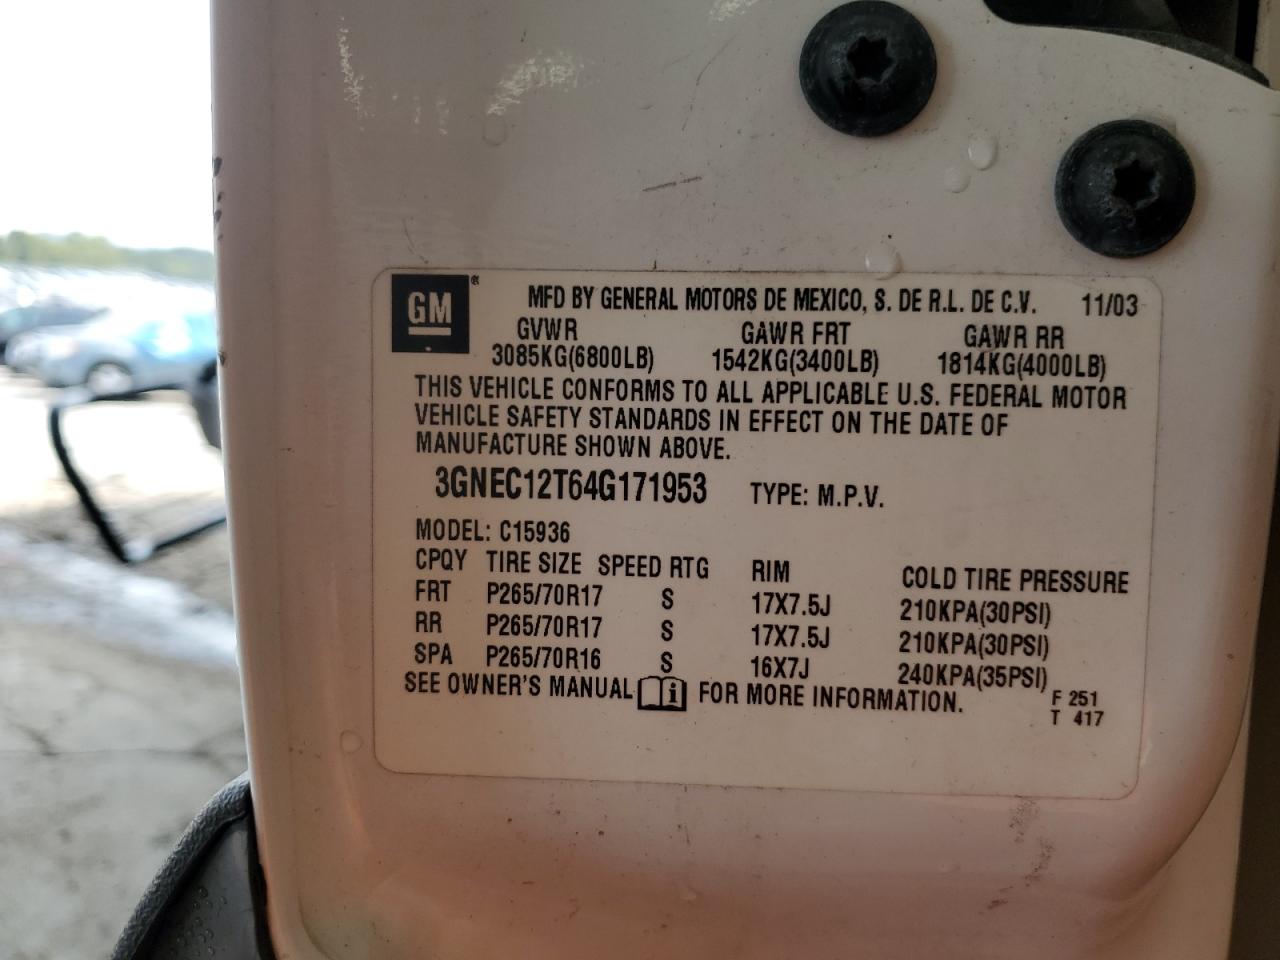 GM ® MFD BY GENERAL MOTORS DE MEXICO, S. DE R.L. DE C.V. 11/03
GVWR GAWR FRT GAWR RR
3085KG(6800LB) 1542KG(3400LB) 1814KG(4000LB)
THIS VEHICLE CONFORMS TO ALL APPLICABLE U.S. FEDERAL MOTOR
VEHICLE SAFETY STANDARDS IN EFFECT ON THE DATE OF
MANUFACTURE SHOWN ABOVE.
3GNEC12T64G171953 TYPE: M.P.V.
MODEL: C15936
CPQY TIRE SIZE SPEED RTG RIM COLD TIRE PRESSURE
FRT P265/70R17 S 17X7.5J 210KPA(30PSI)
RR P265/70R17 S 17X7.5J 210KPA(30PSI)
SPA P265/70R16 S 16X7J 240KPA(35PSI)
SEE OWNER'S MANUAL i FOR MORE INFORMATION. F 251
T 417